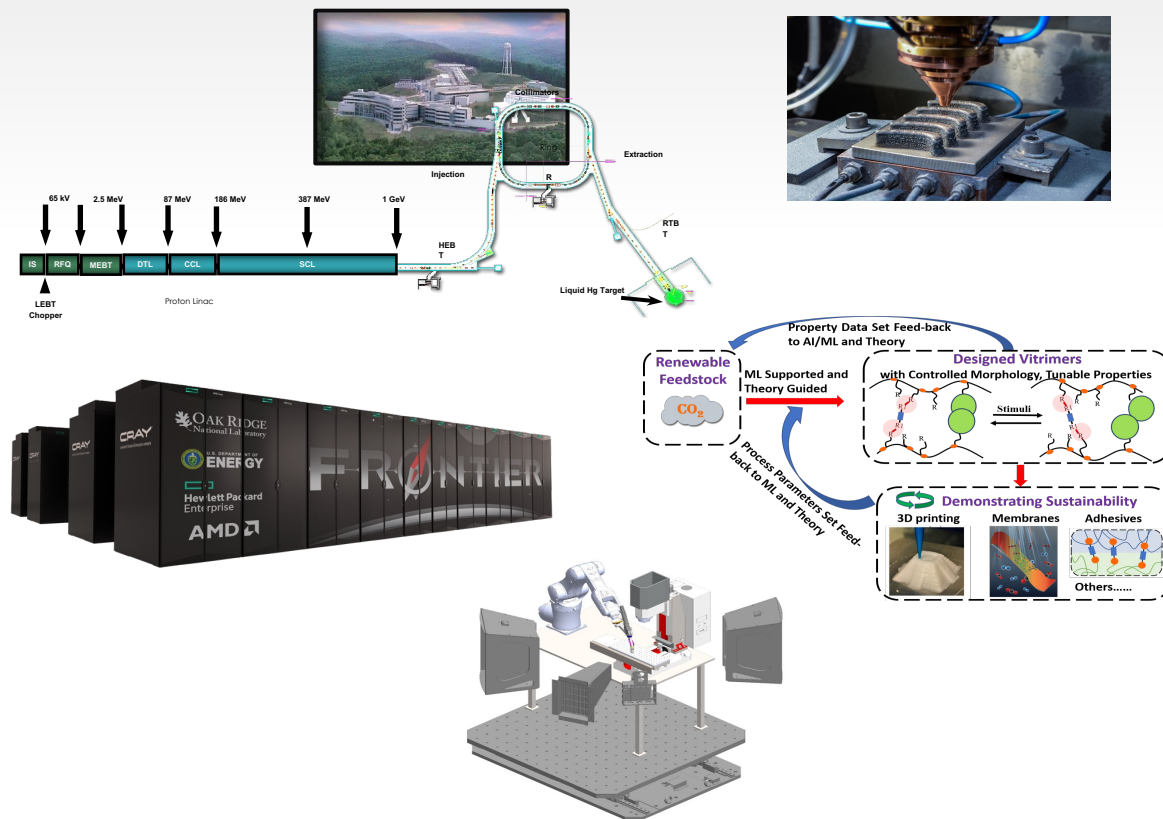 Collimators
Ring
Extraction
Injection
R
F
65 kV
2.5 MeV
87 MeV
186 MeV
387 MeV
1 GeV
HEB
T
RTB
T
IS
RFQ
MEBT
DTL
CCL
SCL
LEBT
Chopper
Proton Linac
Liquid Hg Target
Property Data Set Feed-back
to AI/ML and Theory
Renewable
Feedstock
CO2
ML Supported and
Theory Guided
Designed Vitrimers
with Controlled Morphology, Tunable Properties
Stimuli
Process Parameters Set Feed-
back to ML and Theory
Demonstrating Sustainability
3D printing
Membranes
Adhesives
Others......
CRAY
CRAY
OAK RIDGE
National Laboratory
U.S. DEPARTMENT OF
ENERGY
Hewlett Packard
Enterprise
AMD
FRONTIER